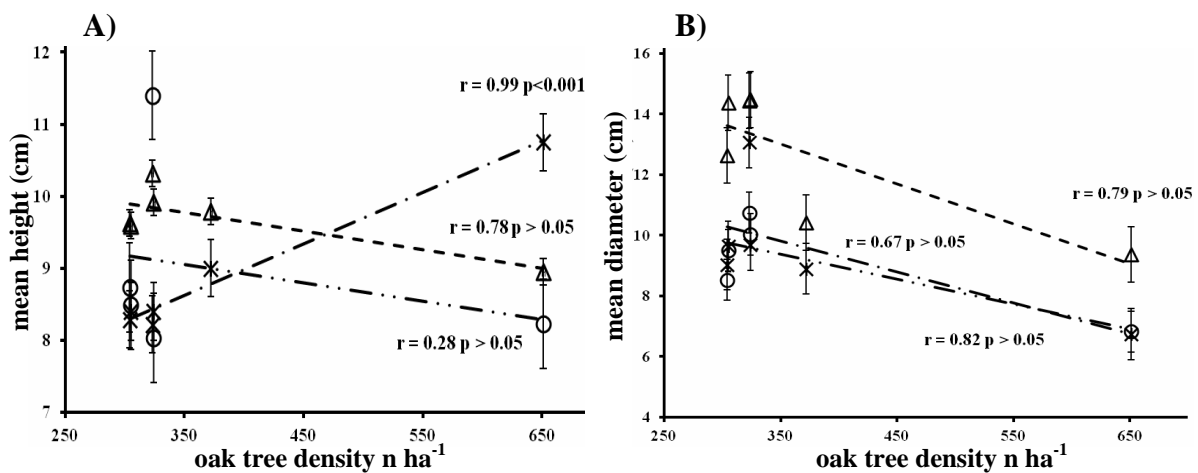 A)
12
11
10
9
8
7
mean height (cm)
r = 0.99 p<0.001
r = 0.78 p > 0.05
r = 0.28 p > 0.05
250 350 450 550 650
oak tree density n ha⁻¹
B)
16
14
12
10
8
6
4
mean diameter (cm)
r = 0.79 p > 0.05
r = 0.67 p > 0.05
r = 0.82 p > 0.05
250 350 450 550 650
oak tree density n ha⁻¹